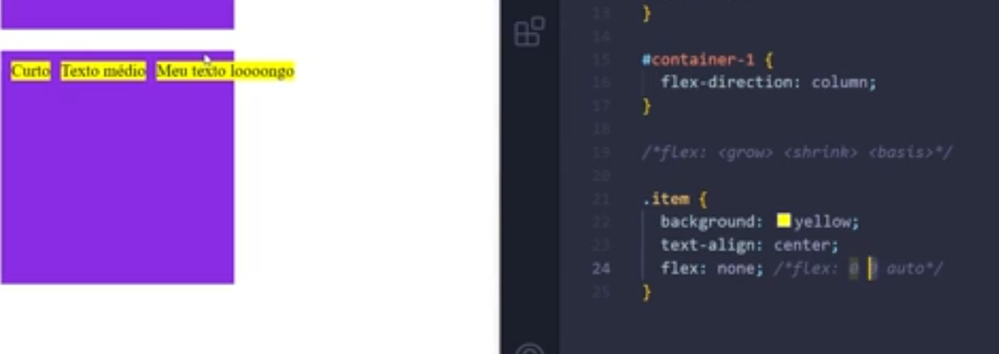 Curto Texto médio Meu texto loooongo
13 }
14
15 #container-1 {
16 flex-direction: column;
17 }
18
19 /*flex: <grow> <shrink> <basis>*/
20
21 .item {
22 background: yellow;
23 text-align: center;
24 flex: none; /*flex: 0 0 auto*/
25 }